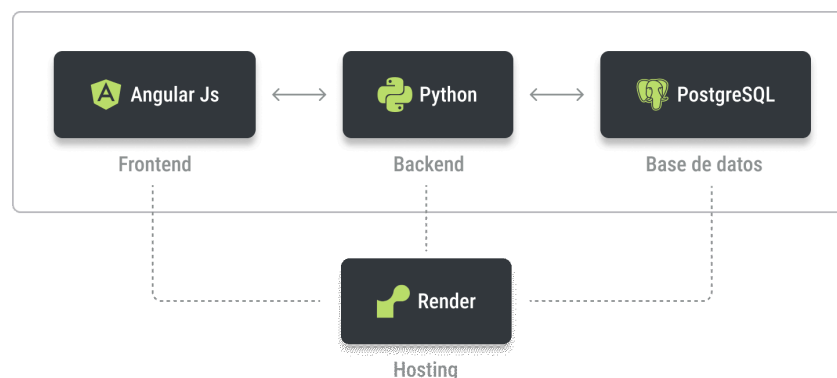 Angular Js
Python
PostgreSQL
Frontend
Backend
Base de datos
Render
Hosting